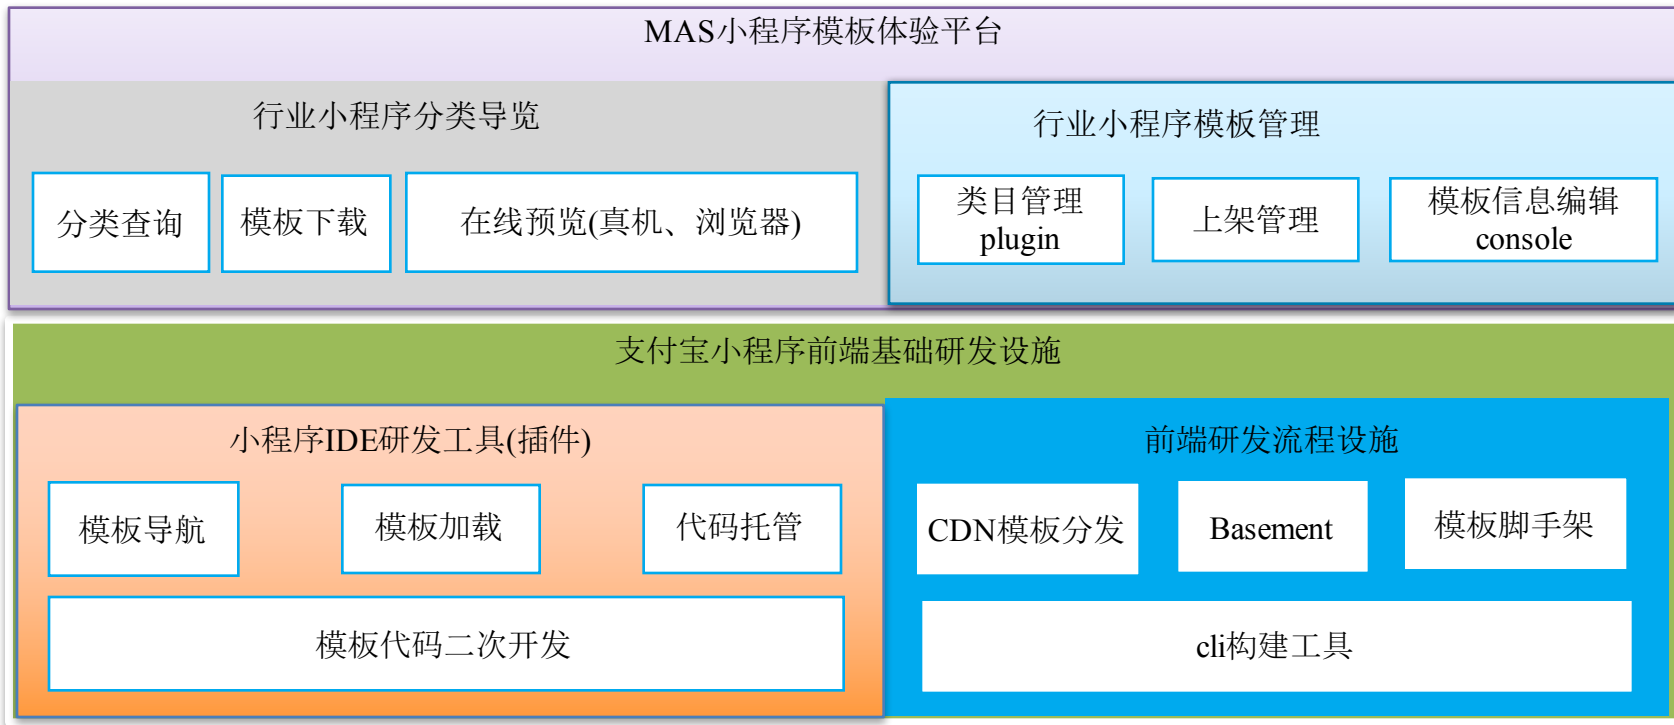 MAS小程序模板体验平台
行业小程序分类导览
行业小程序模板管理
分类查询
模板下载
在线预览(真机、浏览器)
类目管理
plugin
上架管理
模板信息编辑
console
支付宝小程序前端基础研发设施
小程序IDE研发工具(插件)
前端研发流程设施
模板导航
模板加载
代码托管
CDN模板分发
Basement
模板脚手架
模板代码二次开发
cli构建工具